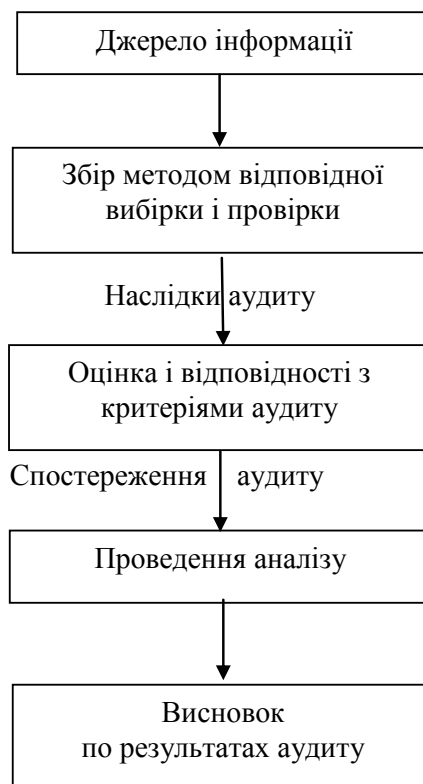 Джерело інформації
Збір методом відповідної
вибірки і провірки
Наслідки аудиту
Оцінка і відповідності з
критеріями аудиту
Спостереження аудиту
Проведення аналізу
Висновок
по результатах аудиту